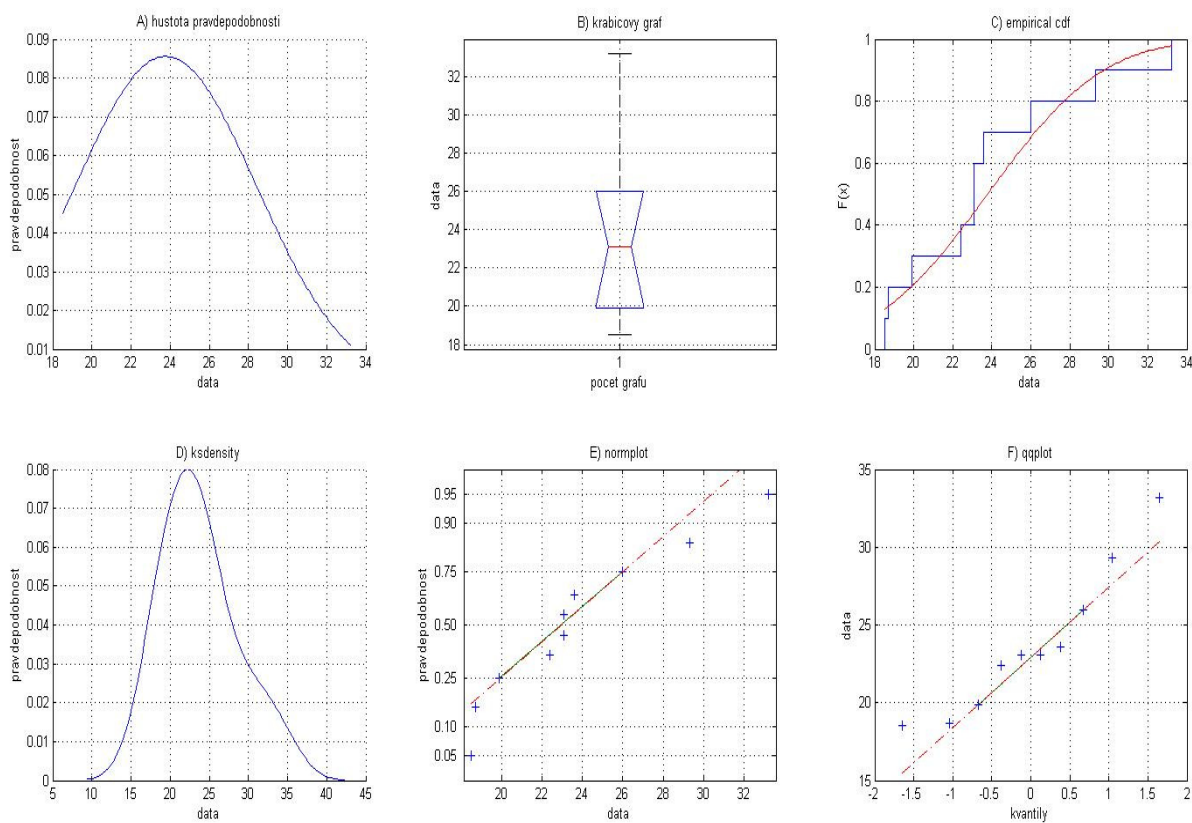 A) hustota pravdepodobnosti
0.09
0.08
0.07
0.06
0.05
0.04
0.03
0.02
0.01
18 20 22 24 26 28 30 32 34
pravdepodobnost
data
B) krabicovy graf
32
30
28
26
24
22
20
18
1
data
pocet grafu
C) empirical cdf
1
0.8
0.6
0.4
0.2
0
18 20 22 24 26 28 30 32 34
F(x)
data
D) ksdensity
0.08
0.07
0.06
0.05
0.04
0.03
0.02
0.01
0
5 10 15 20 25 30 35 40 45
pravdepodobnost
data
E) normplot
0.95
0.90
0.75
0.50
0.25
0.10
0.05
20 22 24 26 28 30 32
pravdepodobnost
data
F) qqplot
35
30
25
20
15
-2 -1.5 -1 -0.5 0 0.5 1 1.5 2
data
kvantily